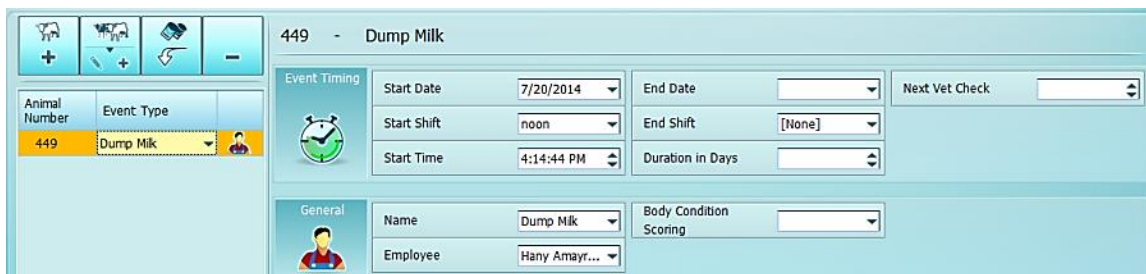 449 - Dump Milk
Animal Number Event Type
449 Dump Milk
Event Timing
Start Date 7/20/2014 End Date Next Vet Check
Start Shift noon End Shift [None]
Start Time 4:14:44 PM Duration in Days
General
Name Dump Milk Body Condition Scoring
Employee Hany Amayr...